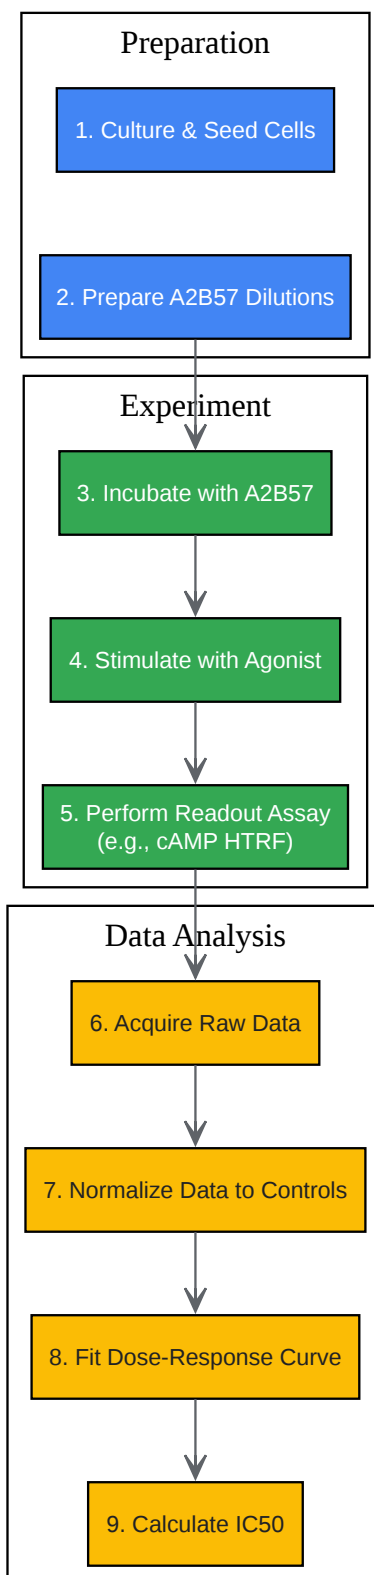 Preparation
1. Culture & Seed Cells
2. Prepare A2B57 Dilutions
Experiment
3. Incubate with A2B57
4. Stimulate with Agonist
5. Perform Readout Assay
(e.g., cAMP HTRF)
Data Analysis
6. Acquire Raw Data
7. Normalize Data to Controls
8. Fit Dose-Response Curve
9. Calculate IC50